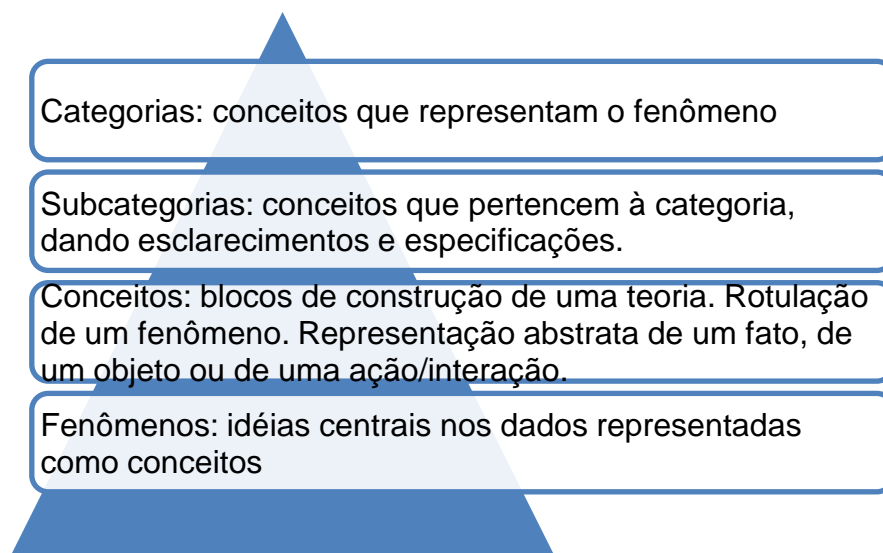 Categorias: conceitos que representam o fenômeno
Subcategorias: conceitos que pertencem à categoria,
dando esclarecimentos e especificações.
Conceitos: blocos de construção de uma teoria. Rotulação
de um fenômeno. Representação abstrata de um fato, de
um objeto ou de uma ação/interação.
Fenômenos: idéias centrais nos dados representadas
como conceitos